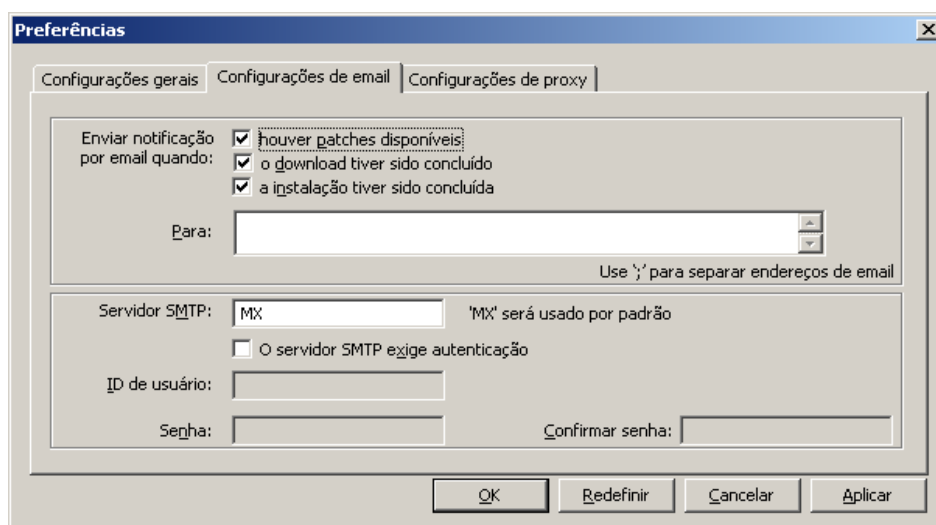 Preferências
Configurações gerais Configurações de email Configurações de proxy
Enviar notificação por email quando:
houver patches disponíveis
o download tiver sido concluído
a instalação tiver sido concluída
Para:
Use ';' para separar endereços de email
Servidor SMTP: MX 'MX' será usado por padrão
O servidor SMTP exige autenticação
ID de usuário:
Senha: Confirmar senha:
OK Redefinir Cancelar Aplicar